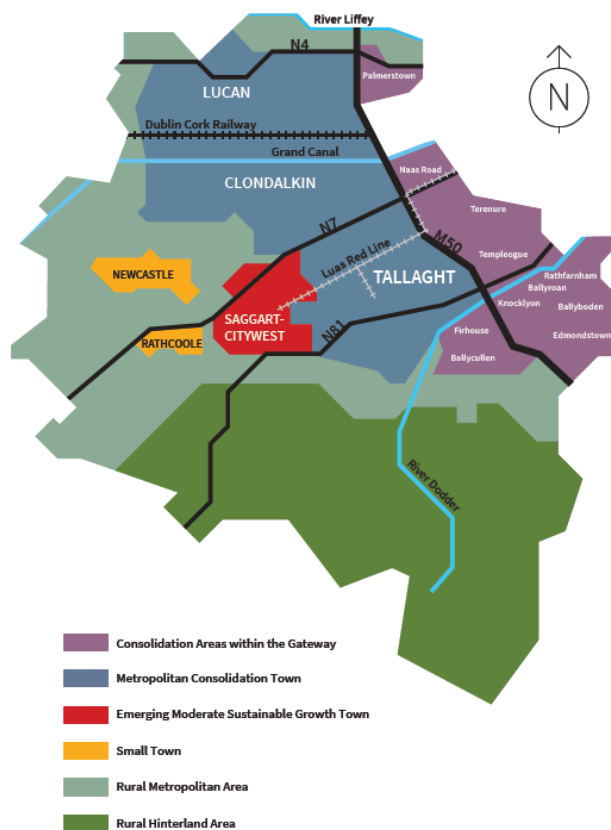 River Liffey
N4
Palmerstown
LUCAN
Dublin Cork Railway
Grand Canal
Naas Road
CLONDALKIN
Terenure
N7
M50
Luas Red Line
Templeogue
NEWCASTLE
TALLAGHT
Rathfarnham
Ballyroan
Knocklyon
Ballyboden
SAGGART-
CITYWEST
N81
Firhouse
Edmondstown
RATHCOOLE
Ballycullen
River Dodder
N
Consolidation Areas within the Gateway
Metropolitan Consolidation Town
Emerging Moderate Sustainable Growth Town
Small Town
Rural Metropolitan Area
Rural Hinterland Area